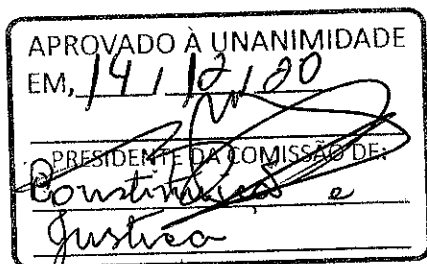 APROVADO À UNANIMIDADE
EM, 14 / 12 / 20
PRESIDENTE DA COMISSÃO DE:
Constituição e
Justiça